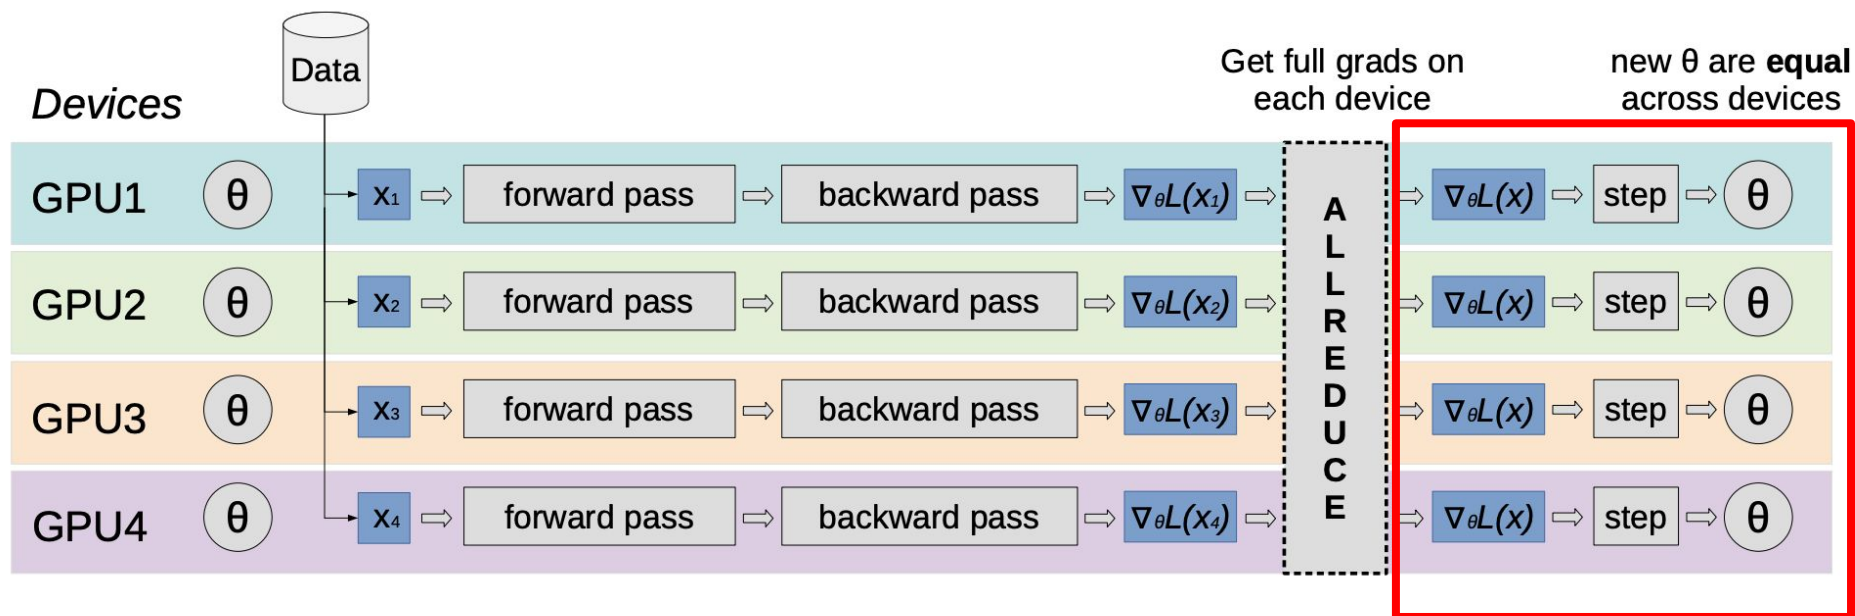 Data
Get full grads on
each device
new θ are equal
across devices
Devices
GPU1 θ x₁ forward pass backward pass ∇θL(x₁) ∇θL(x) step θ
GPU2 θ x₂ forward pass backward pass ∇θL(x₂) ∇θL(x) step θ
GPU3 θ x₃ forward pass backward pass ∇θL(x₃) ∇θL(x) step θ
GPU4 θ x₄ forward pass backward pass ∇θL(x₄) ∇θL(x) step θ
ALLREDUCE